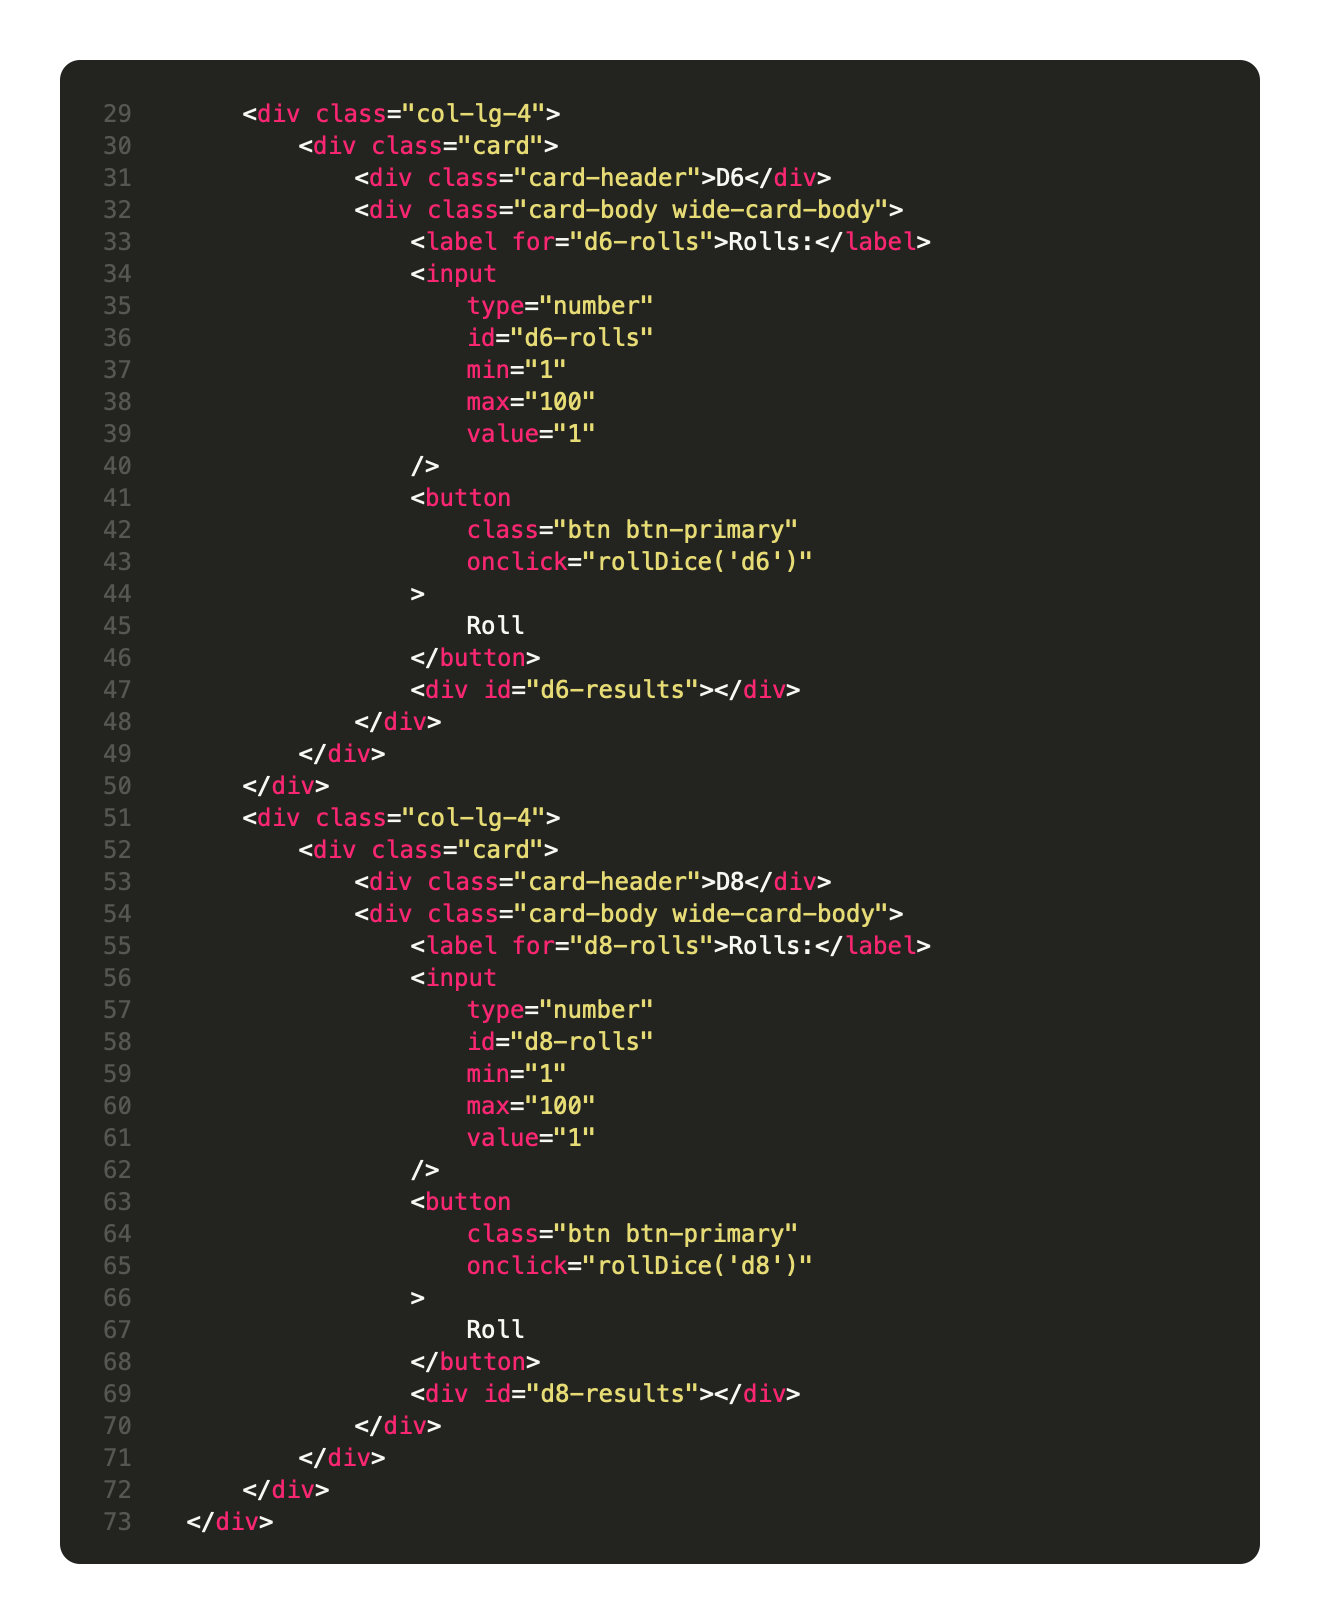 29 <div class="col-lg-4">
30 <div class="card">
31 <div class="card-header">D6</div>
32 <div class="card-body wide-card-body">
33 <label for="d6-rolls">Rolls:</label>
34 <input
35 type="number"
36 id="d6-rolls"
37 min="1"
38 max="100"
39 value="1"
40 />
41 <button
42 class="btn btn-primary"
43 onclick="rollDice('d6')"
44 >
45 Roll
46 </button>
47 <div id="d6-results"></div>
48 </div>
49 </div>
50 </div>
51 <div class="col-lg-4">
52 <div class="card">
53 <div class="card-header">D8</div>
54 <div class="card-body wide-card-body">
55 <label for="d8-rolls">Rolls:</label>
56 <input
57 type="number"
58 id="d8-rolls"
59 min="1"
60 max="100"
61 value="1"
62 />
63 <button
64 class="btn btn-primary"
65 onclick="rollDice('d8')"
66 >
67 Roll
68 </button>
69 <div id="d8-results"></div>
70 </div>
71 </div>
72 </div>
73 </div>